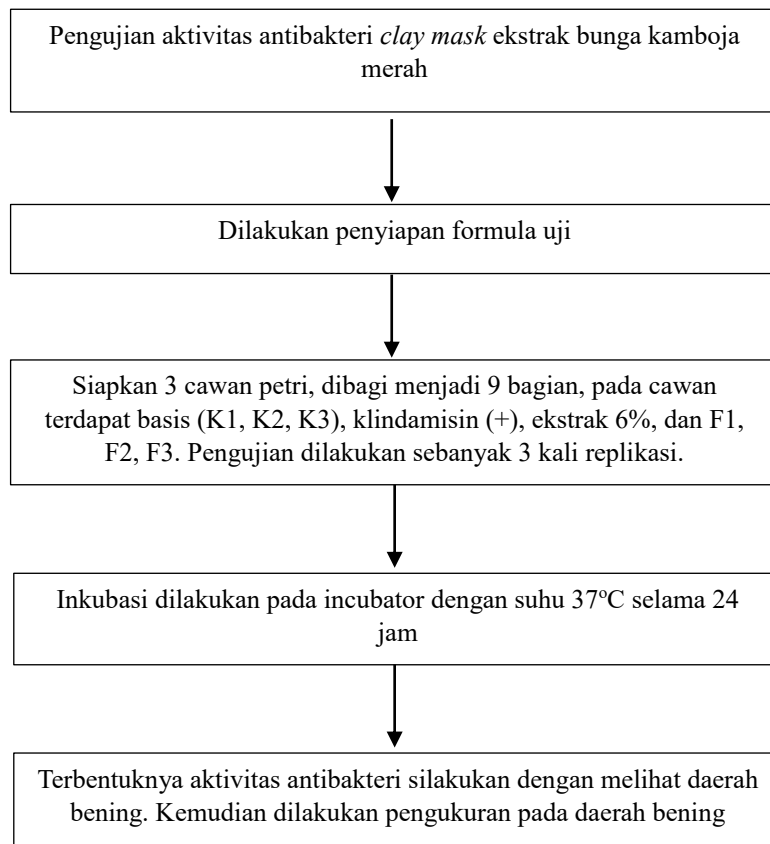 Pengujian aktivitas antibakteri clay mask ekstrak bunga kamboja
merah
Dilakukan penyiapan formula uji
Siapkan 3 cawan petri, dibagi menjadi 9 bagian, pada cawan
terdapat basis (K1, K2, K3), klindamisin (+), ekstrak 6%, dan F1,
F2, F3. Pengujian dilakukan sebanyak 3 kali replikasi.
Inkubasi dilakukan pada incubator dengan suhu 37°C selama 24
jam
Terbentuknya aktivitas antibakteri silakukan dengan melihat daerah
bening. Kemudian dilakukan pengukuran pada daerah bening